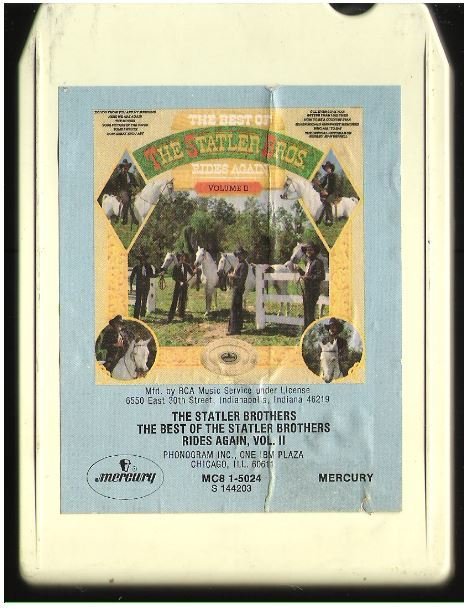 THE BEST OF
THE STATLER BROS.
RIDES AGAIN
VOLUME II
Mfd. by RCA Music Service under License
6550 East 30th Street, Indianapolis, Indiana 46219
THE STATLER BROTHERS
THE BEST OF THE STATLER BROTHERS
RIDES AGAIN, VOL. II
PHONOGRAM INC., ONE IBM PLAZA
CHICAGO, ILL. 60611
mercury
MC8 1-5024
MERCURY
S 144203